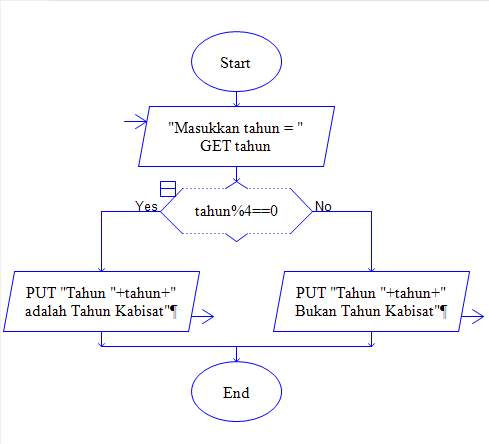 Start
"Masukkan tahun = "
GET tahun
tahun%4==0
Yes
No
PUT "Tahun "+tahun+"
adalah Tahun Kabisat"¶
PUT "Tahun "+tahun+"
Bukan Tahun Kabisat"¶
End